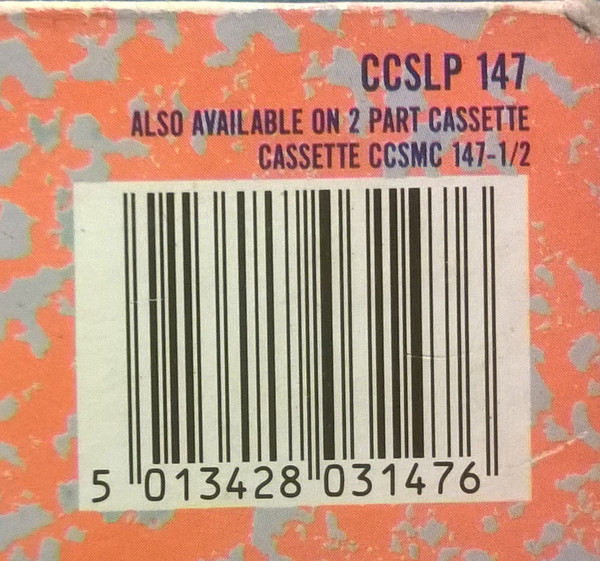 CCSLP 147
ALSO AVAILABLE ON 2 PART CASSETTE
CASSETTE CCSMC 147-1/2
5 013428 031476